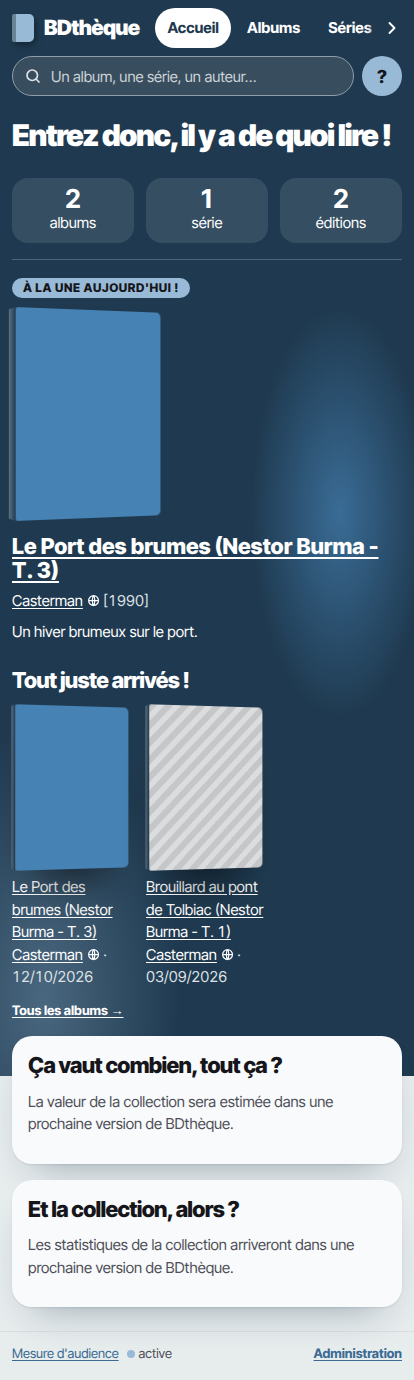 BDthèque Accueil Albums Séries
Un album, une série, un auteur... ?
Entrez donc, il y a de quoi lire !
2 1 2
albums série éditions
À LA UNE AUJOURD'HUI !
Le Port des brumes (Nestor Burma -
T. 3)
Casterman [1990]
Un hiver brumeux sur le port.
Tout juste arrivés !
Le Port des
brumes (Nestor
Burma - T. 3)
Casterman ·
12/10/2026
Brouillard au pont
de Tolbiac (Nestor
Burma - T. 1)
Casterman ·
03/09/2026
Tous les albums →
Ça vaut combien, tout ça ?
La valeur de la collection sera estimée dans une
prochaine version de BDthèque.
Et la collection, alors ?
Les statistiques de la collection arriveront dans une
prochaine version de BDthèque.
Mesure d'audience active Administration